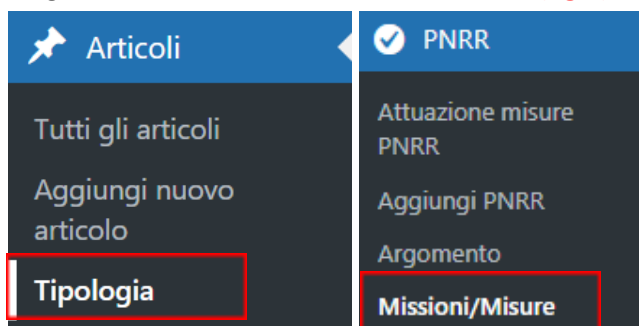 Articoli
Tutti gli articoli
Aggiungi nuovo
articolo
Tipologia
PNRR
Attuazione misure
PNRR
Aggiungi PNRR
Argomento
Missioni/Misure